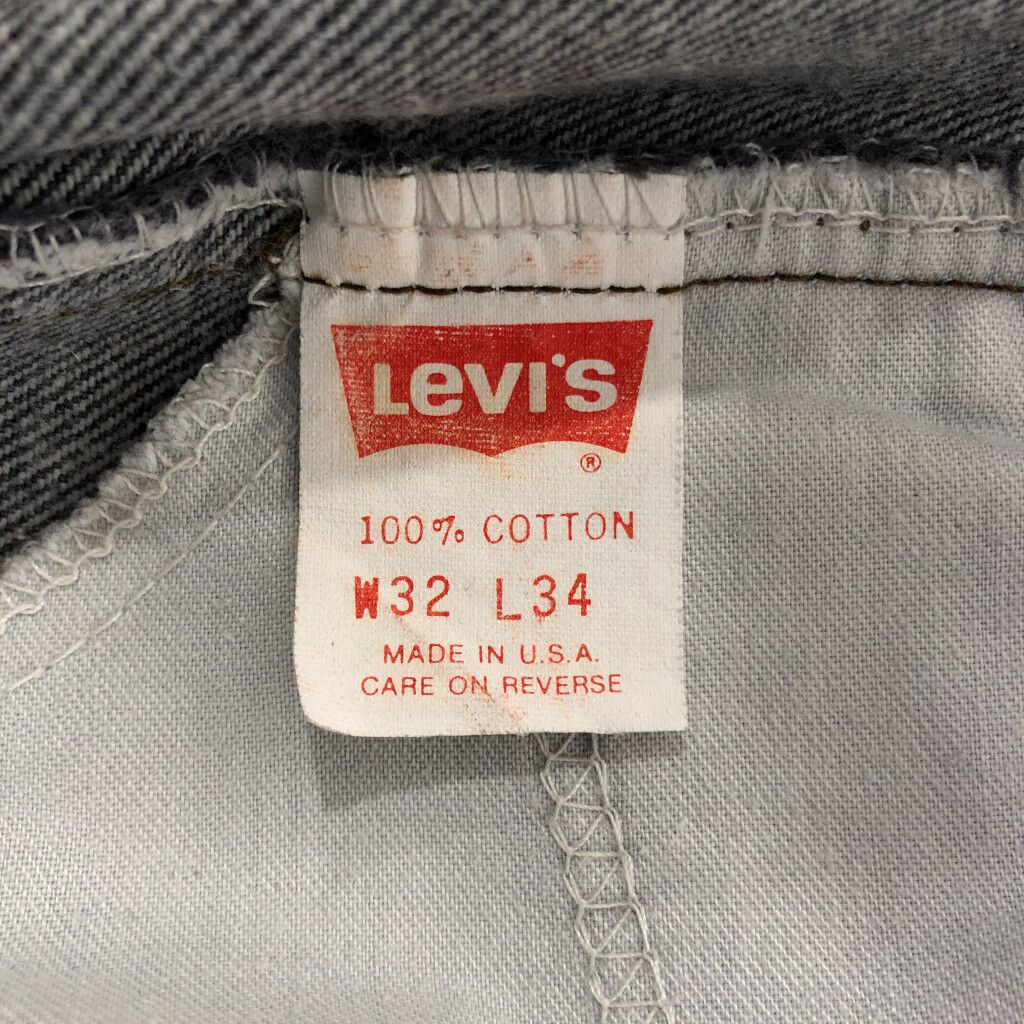 Levi's
®
100% COTTON
W32 L34
MADE IN U.S.A.
CARE ON REVERSE